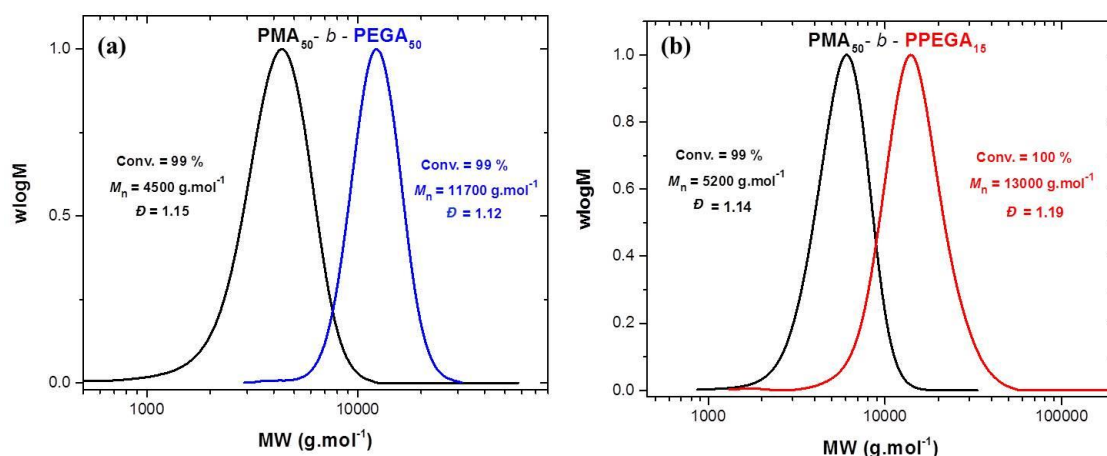 (a)
PMA50- b - PEGA50
1.0
0.5
0.0
wlogM
Conv. = 99 %
Mn = 4500 g.mol-1
Đ = 1.15
Conv. = 99 %
Mn = 11700 g.mol-1
Đ = 1.12
1000
10000
MW (g.mol-1)
(b)
PMA50- b - PPEGA15
1.0
0.8
0.6
0.4
0.2
0.0
wlogM
Conv. = 99 %
Mn = 5200 g.mol-1
Đ = 1.14
Conv. = 100 %
Mn = 13000 g.mol-1
Đ = 1.19
1000
10000
100000
MW (g.mol-1)